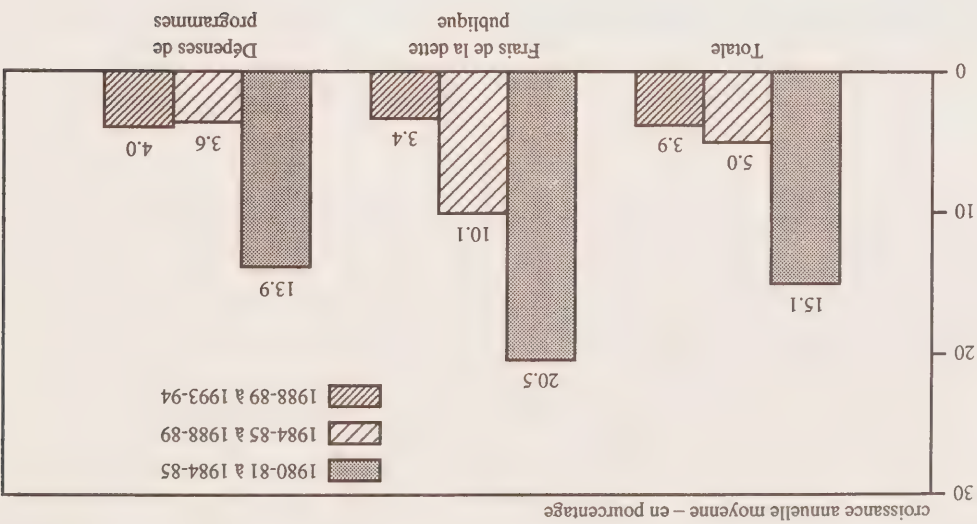 croissance annuelle moyenne – en pourcentage
30
20
10
0
1980-81 à 1984-85
1984-85 à 1988-89
1988-89 à 1993-94
15.1
5.0
3.9
20.5
10.1
3.4
13.9
3.6
4.0
Totale
Frais de la dette
publique
Dépenses de
programmes